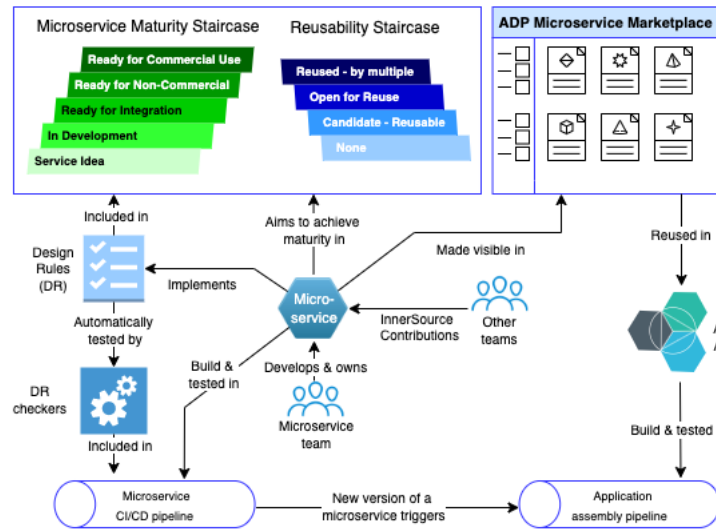 Microservice Maturity Staircase
Ready for Commercial Use
Ready for Non-Commercial
Ready for Integration
In Development
Service Idea
Reusability Staircase
Reused - by multiple
Open for Reuse
Candidate - Reusable
None
ADP Microservice Marketplace
Included in
Aims to achieve
maturity in
Made visible in
Reused in
Design
Rules
(DR)
Implements
Micro-
service
InnerSource
Contributions
Other
teams
Automatically
tested by
Build &
tested in
Develops & owns
Microservice
team
DR
checkers
Included in
Build & tested
Microservice
CI/CD pipeline
New version of a
microservice triggers
Application
assembly pipeline